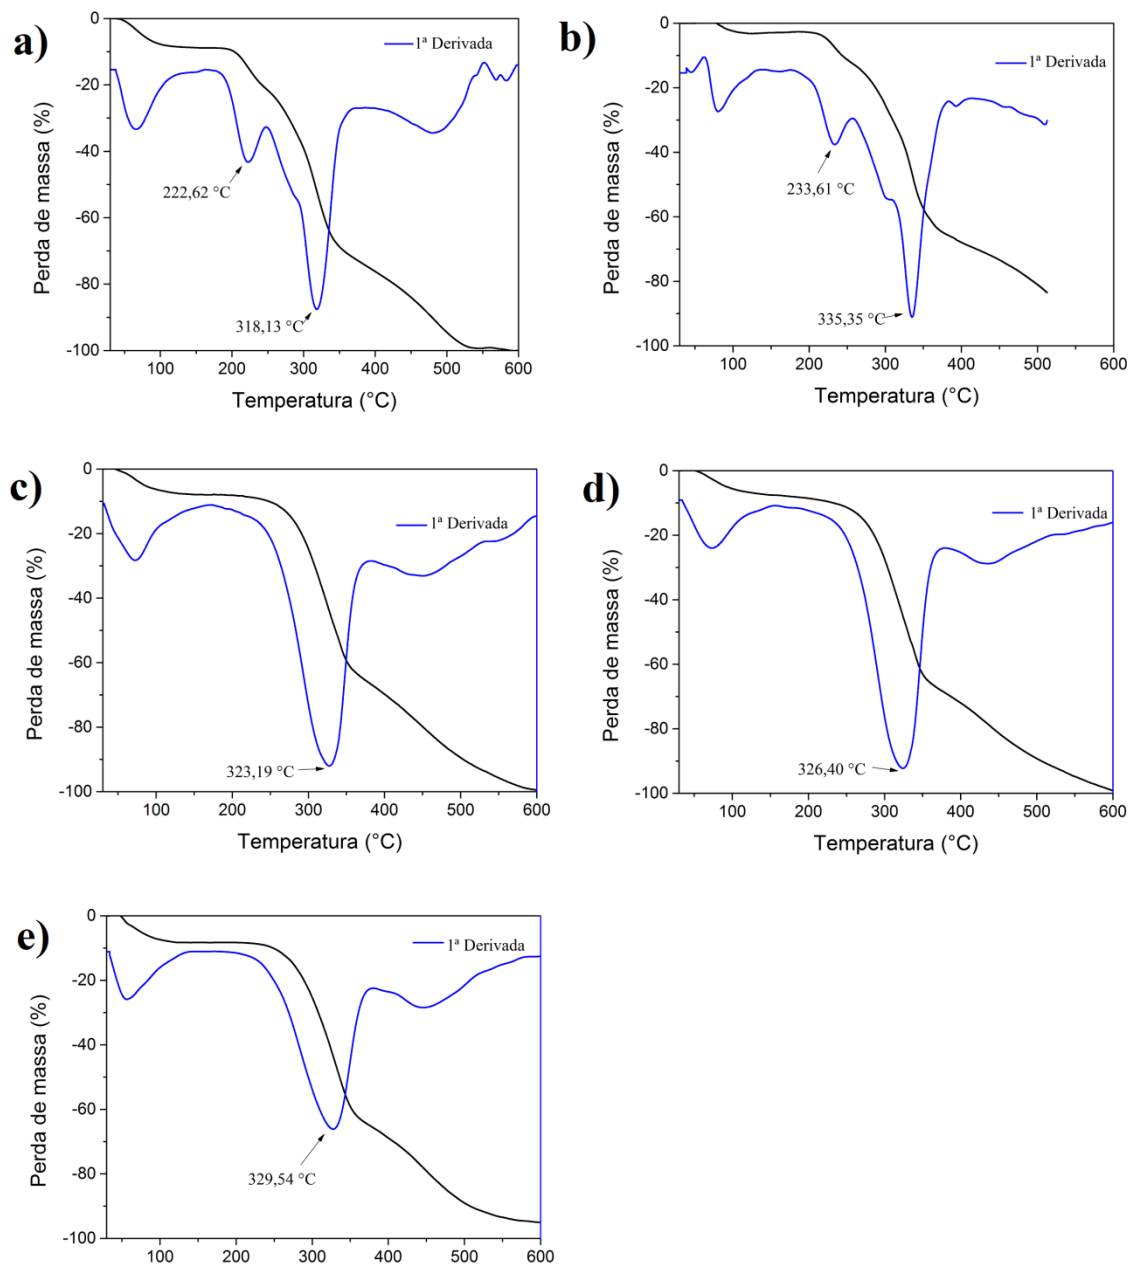 a)
1ª Derivada
0
-20
-40
-60
-80
-100
Perda de massa (%)
222,62 °C
318,13 °C
100 200 300 400 500 600
Temperatura (°C)
b)
1ª Derivada
0
-20
-40
-60
-80
-100
Perda de massa (%)
233,61 °C
335,35 °C
100 200 300 400 500 600
Temperatura (°C)
c)
1ª Derivada
0
-20
-40
-60
-80
-100
Perda de massa (%)
323,19 °C
100 200 300 400 500 600
Temperatura (°C)
d)
1ª Derivada
0
-20
-40
-60
-80
-100
Perda de massa (%)
326,40 °C
100 200 300 400 500 600
Temperatura (°C)
e)
1ª Derivada
0
-20
-40
-60
-80
-100
Perda de massa (%)
329,54 °C
100 200 300 400 500 600